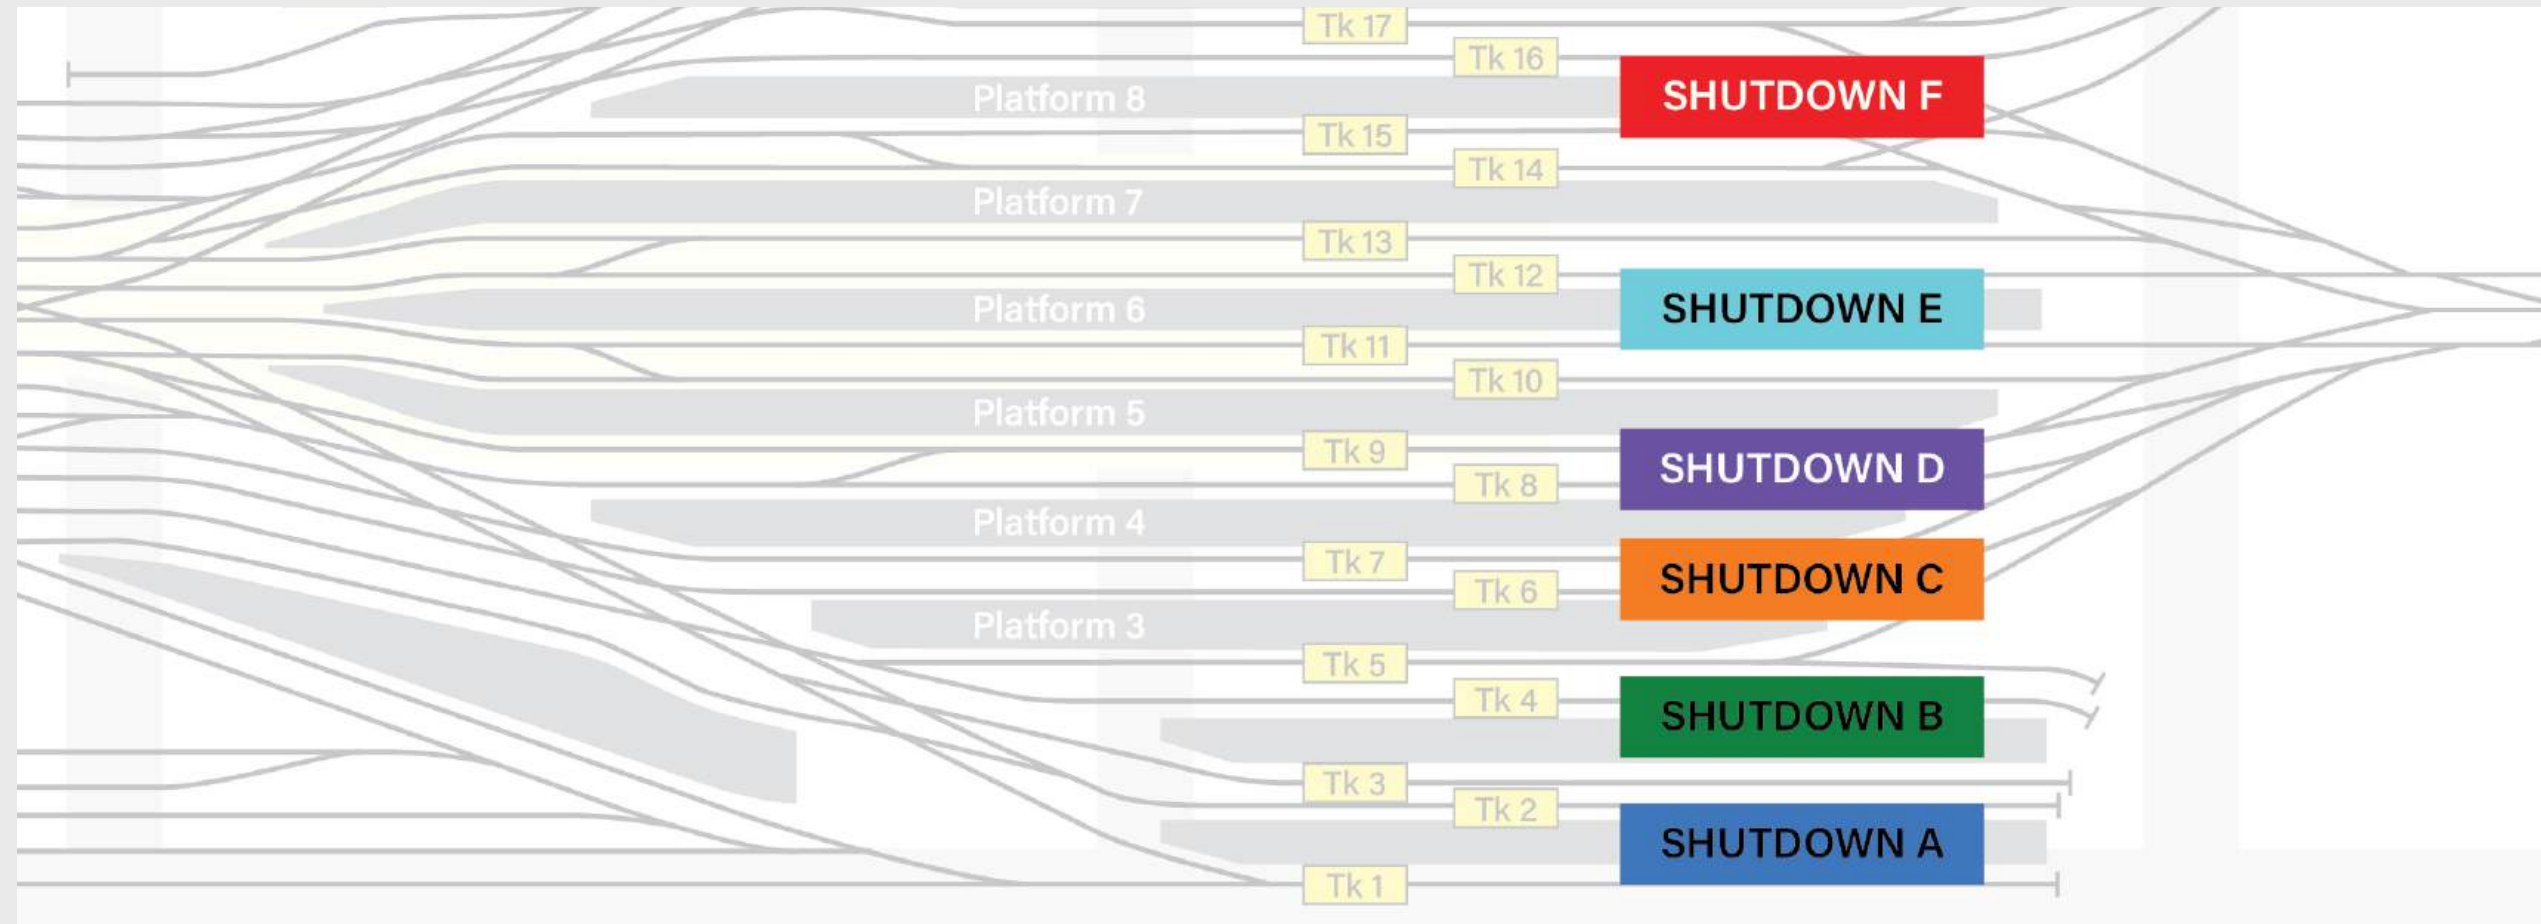 Tk 17
Tk 16
Platform 8
SHUTDOWN F
Tk 15
Tk 14
Platform 7
Tk 13
Tk 12
Platform 6
SHUTDOWN E
Tk 11
Tk 10
Platform 5
Tk 9
SHUTDOWN D
Tk 8
Platform 4
Tk 7
SHUTDOWN C
Tk 6
Platform 3
Tk 5
Tk 4
SHUTDOWN B
Tk 3
Tk 2
SHUTDOWN A
Tk 1